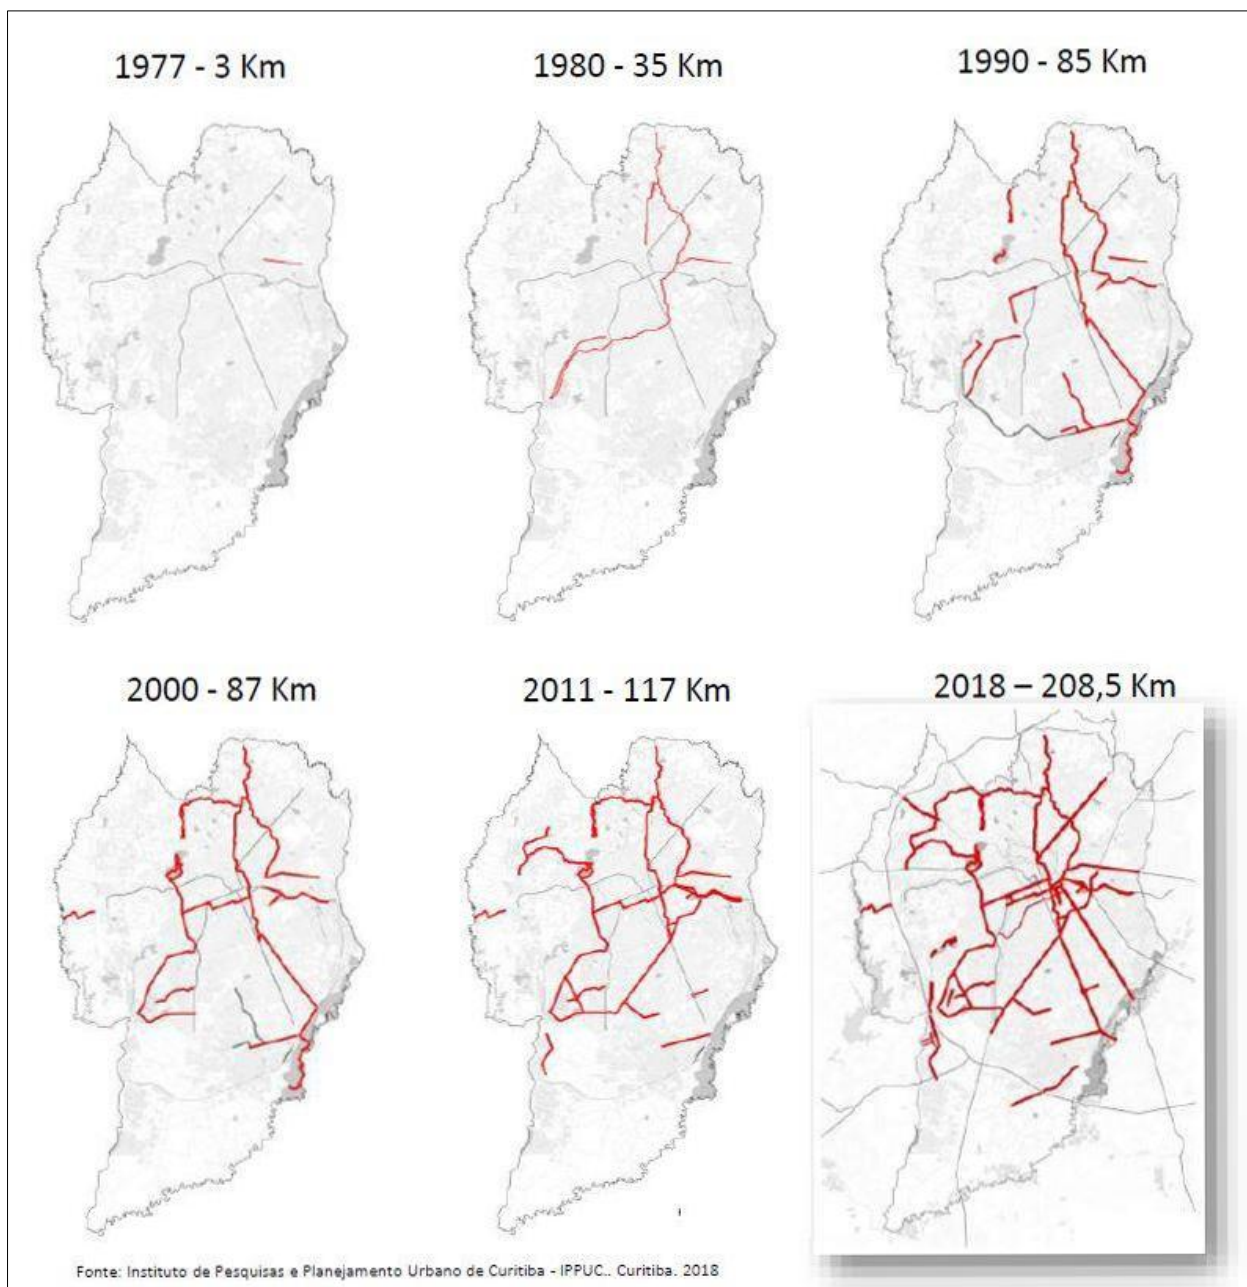 1977 - 3 Km
1980 - 35 Km
1990 - 85 Km
2000 - 87 Km
2011 - 117 Km
2018 – 208,5 Km
Fonte: Instituto de Pesquisas e Planejamento Urbano de Curitiba - IPPUC.. Curitiba. 2018